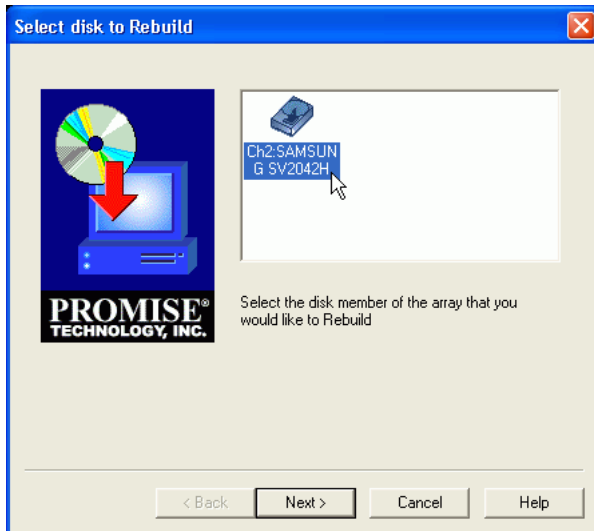 Select disk to Rebuild
Ch2:SAMSUN
G SV2042H
PROMISE®
TECHNOLOGY, INC.
Select the disk member of the array that you
would like to Rebuild
< Back
Next >
Cancel
Help